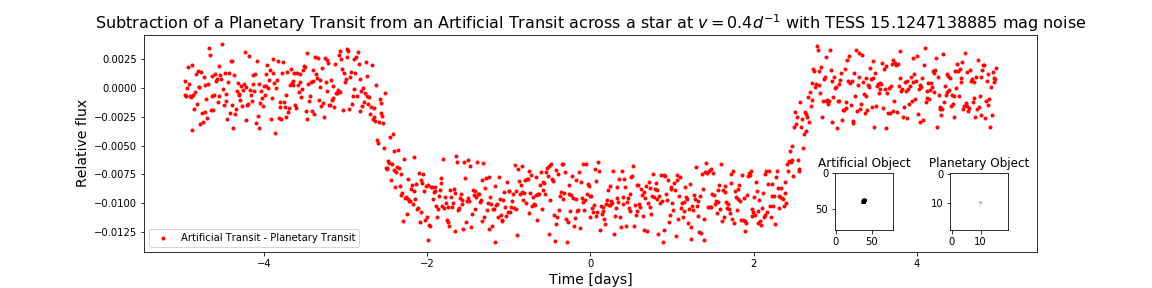 Subtraction of a Planetary Transit from an Artificial Transit across a star at v = 0.4d⁻¹ with TESS 15.1247138885 mag noise
Relative flux
0.0025
0.0000
−0.0025
−0.0050
−0.0075
−0.0100
−0.0125
Artificial Transit - Planetary Transit
Artificial Object
0
50
0 50
Planetary Object
0
10
0 10
−4 −2 0 2 4
Time [days]